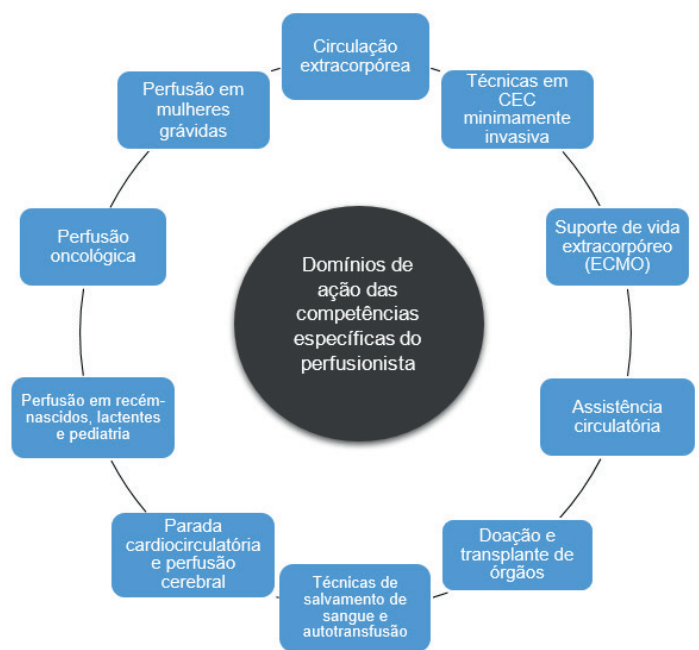 Circulação
extracorpórea
Técnicas em
CEC
minimamente
invasiva
Suporte de vida
extracorpóreo
(ECMO)
Assistência
circulatória
Doação e
transplante de
órgãos
Técnicas de
salvamento de
sangue e
autotransfusão
Parada
cardiocirculatória
e perfusão
cerebral
Perfusão em recém-
nascidos, lactentes
e pediatria
Perfusão
oncológica
Perfusão em
mulheres
grávidas
Domínios de
ação das
competências
específicas do
perfusionista